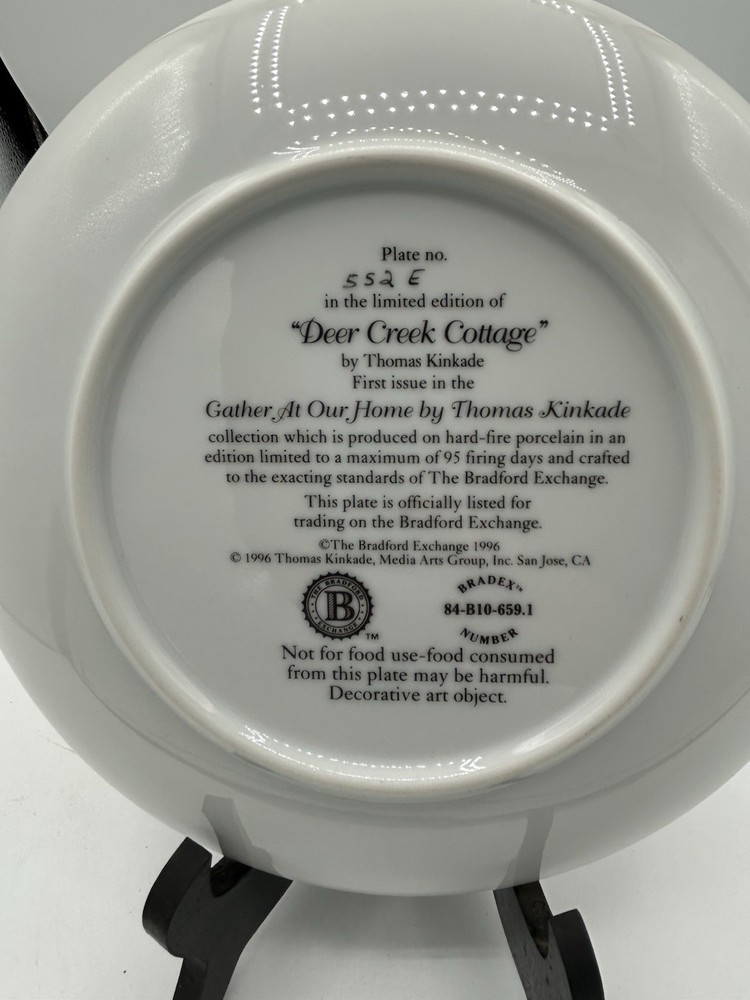 Plate no.
552 E
in the limited edition of
“Deer Creek Cottage”
by Thomas Kinkade
First issue in the
Gather At Our Home by Thomas Kinkade
collection which is produced on hard-fire porcelain in an
edition limited to a maximum of 95 firing days and crafted
to the exacting standards of The Bradford Exchange.
This plate is officially listed for
trading on the Bradford Exchange.
©The Bradford Exchange 1996
© 1996 Thomas Kinkade, Media Arts Group, Inc. San Jose, CA
THE BRADFORD
B
EXCHANGE
TM
BRADEX™
84-B10-659.1
NUMBER
Not for food use-food consumed
from this plate may be harmful.
Decorative art object.